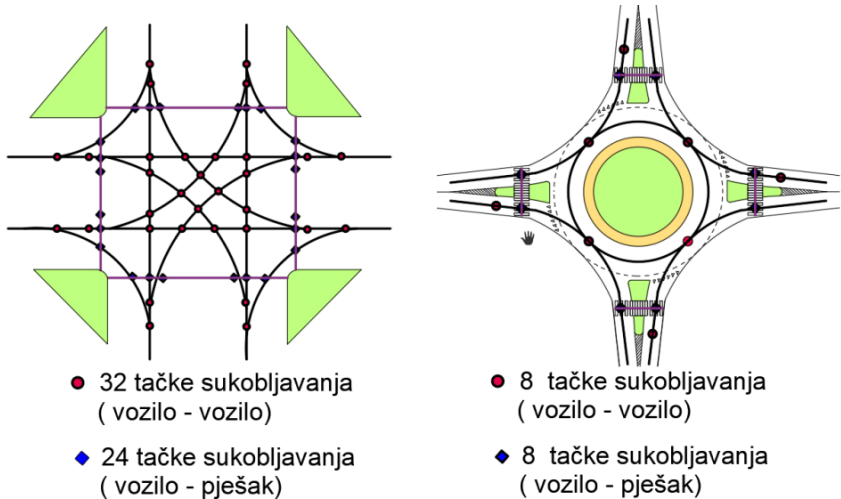 32 tačke sukobljavanja
( vozilo - vozilo)
24 tačke sukobljavanja
( vozilo - pješak)
8 tačke sukobljavanja
( vozilo - vozilo)
8 tačke sukobljavanja
( vozilo - pješak)